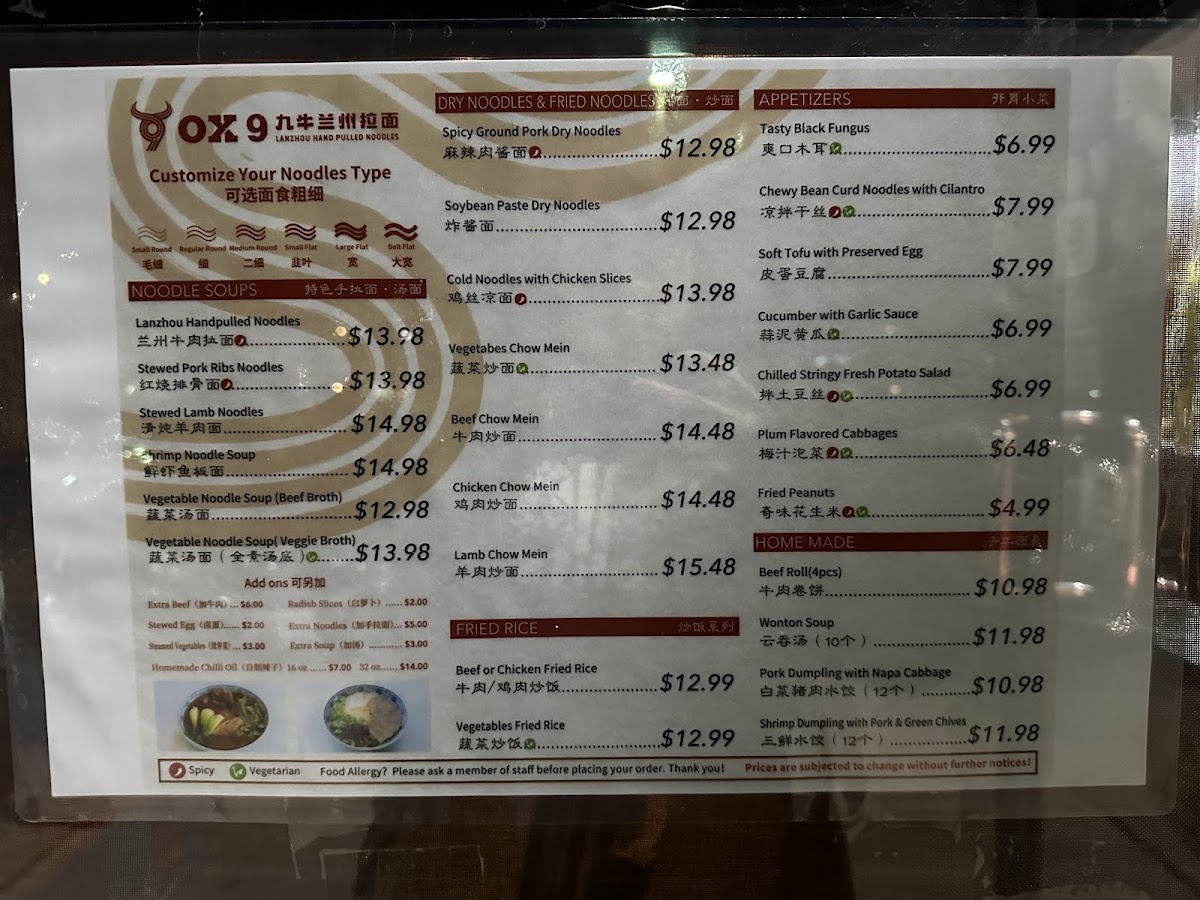 OX 9 九牛兰州拉面
LANZHOU HAND PULLED NOODLES
Customize Your Noodles Type
可选面食粗细
Small Round Regular Round Medium Round Small Flat Large Flat Belt Flat
毛细 细 二细 韭叶 宽 大宽
NOODLE SOUPS 特色手拉面·汤面
Lanzhou Handpulled Noodles
兰州牛肉拉面 $13.98
Stewed Pork Ribs Noodles
红烧排骨面 $13.98
Stewed Lamb Noodles
清炖羊肉面 $14.98
Shrimp Noodle Soup
鲜虾鱼板面 $14.98
Vegetable Noodle Soup (Beef Broth)
蔬菜汤面 $12.98
Vegetable Noodle Soup( Veggie Broth)
蔬菜汤面（全素汤底） $13.98
Add ons 可另加
Extra Beef（加牛肉）... $6.00 Radish Slices（白萝卜）...... $2.00
Stewed Egg（卤蛋）...... $2.00 Extra Noodles（加手拉面）... $5.00
Steamed Vegetables ... $3.00 Extra Soup（加汤）............ $3.00
Homemade Chilli Oil（自制辣子）16 oz ...... $7.00 32 oz...... $14.00
DRY NOODLES & FRIED NOODLES 面·炒面
Spicy Ground Pork Dry Noodles
麻辣肉酱面 $12.98
Soybean Paste Dry Noodles
炸酱面 $12.98
Cold Noodles with Chicken Slices
鸡丝凉面 $13.98
Vegetabes Chow Mein
蔬菜炒面 $13.48
Beef Chow Mein
牛肉炒面 $14.48
Chicken Chow Mein
鸡肉炒面 $14.48
Lamb Chow Mein
羊肉炒面 $15.48
FRIED RICE 炒饭系列
Beef or Chicken Fried Rice
牛肉/鸡肉炒饭 $12.99
Vegetables Fried Rice
蔬菜炒饭 $12.99
APPETIZERS 开胃小菜
Tasty Black Fungus
爽口木耳 $6.99
Chewy Bean Curd Noodles with Cilantro
凉拌干丝 $7.99
Soft Tofu with Preserved Egg
皮蛋豆腐 $7.99
Cucumber with Garlic Sauce
蒜泥黄瓜 $6.99
Chilled Stringy Fresh Potato Salad
拌土豆丝 $6.99
Plum Flavored Cabbages
梅汁泡菜 $6.48
Fried Peanuts
奇味花生米 $4.99
HOME MADE 手工面点
Beef Roll(4pcs)
牛肉卷饼 $10.98
Wonton Soup
云吞汤（10个） $11.98
Pork Dumpling with Napa Cabbage
白菜猪肉水饺（12个） $10.98
Shrimp Dumpling with Pork & Green Chives
三鲜水饺（12个） $11.98
Spicy Vegetarian Food Allergy? Please ask a member of staff before placing your order. Thank you! Prices are subjected to change without further notices!